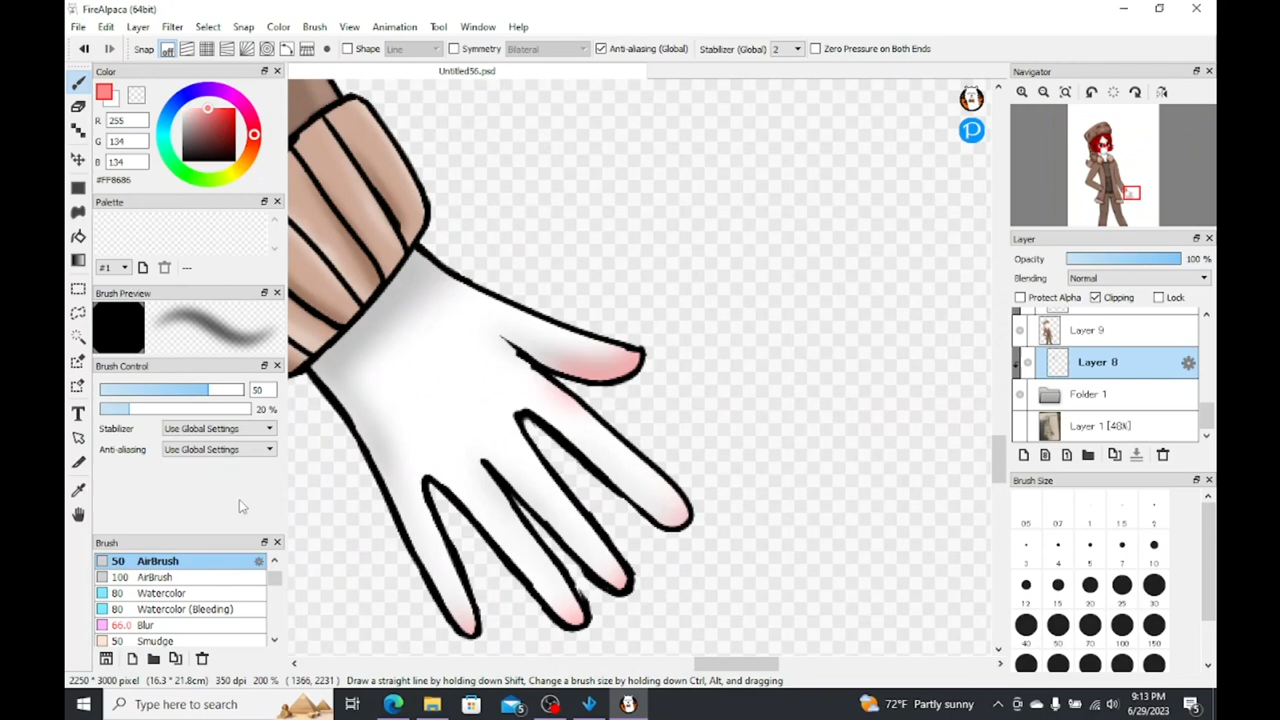 FireAlpaca (64bit)
File Edit Layer Filter Select Snap Color Brush View Animation Tool Window Help
Snap off Shape Line Symmetry Bilateral Anti-aliasing (Global) Stabilizer (Global) 2 Zero Pressure on Both Ends
Color
R 255
G 134
B 134
#FF8686
Palette
#1 ---
Brush Preview
Brush Control
50
20 %
Stabilizer Use Global Settings
Anti-aliasing Use Global Settings
Brush
50 AirBrush
100 AirBrush
80 Watercolor
80 Watercolor (Bleeding)
66.0 Blur
50 Smudge
Untitled56.psd
P
Navigator
Layer
Opacity 100 %
Blending Normal
Protect Alpha Clipping Lock
Layer 9
Layer 8
Folder 1
Layer 1 [48%]
Brush Size
05 07 1 1.5 2
3 4 5 7 10
12 15 20 25 30
40 50 70 100 150
2250 * 3000 pixel (16.3 * 21.8cm) 350 dpi 200 % ( 1366, 2231 ) Draw a straight line by holding down Shift, Change a brush size by holding down Ctrl, Alt, and dragging
Type here to search
5
72°F Partly sunny
9:13 PM
6/29/2023
5